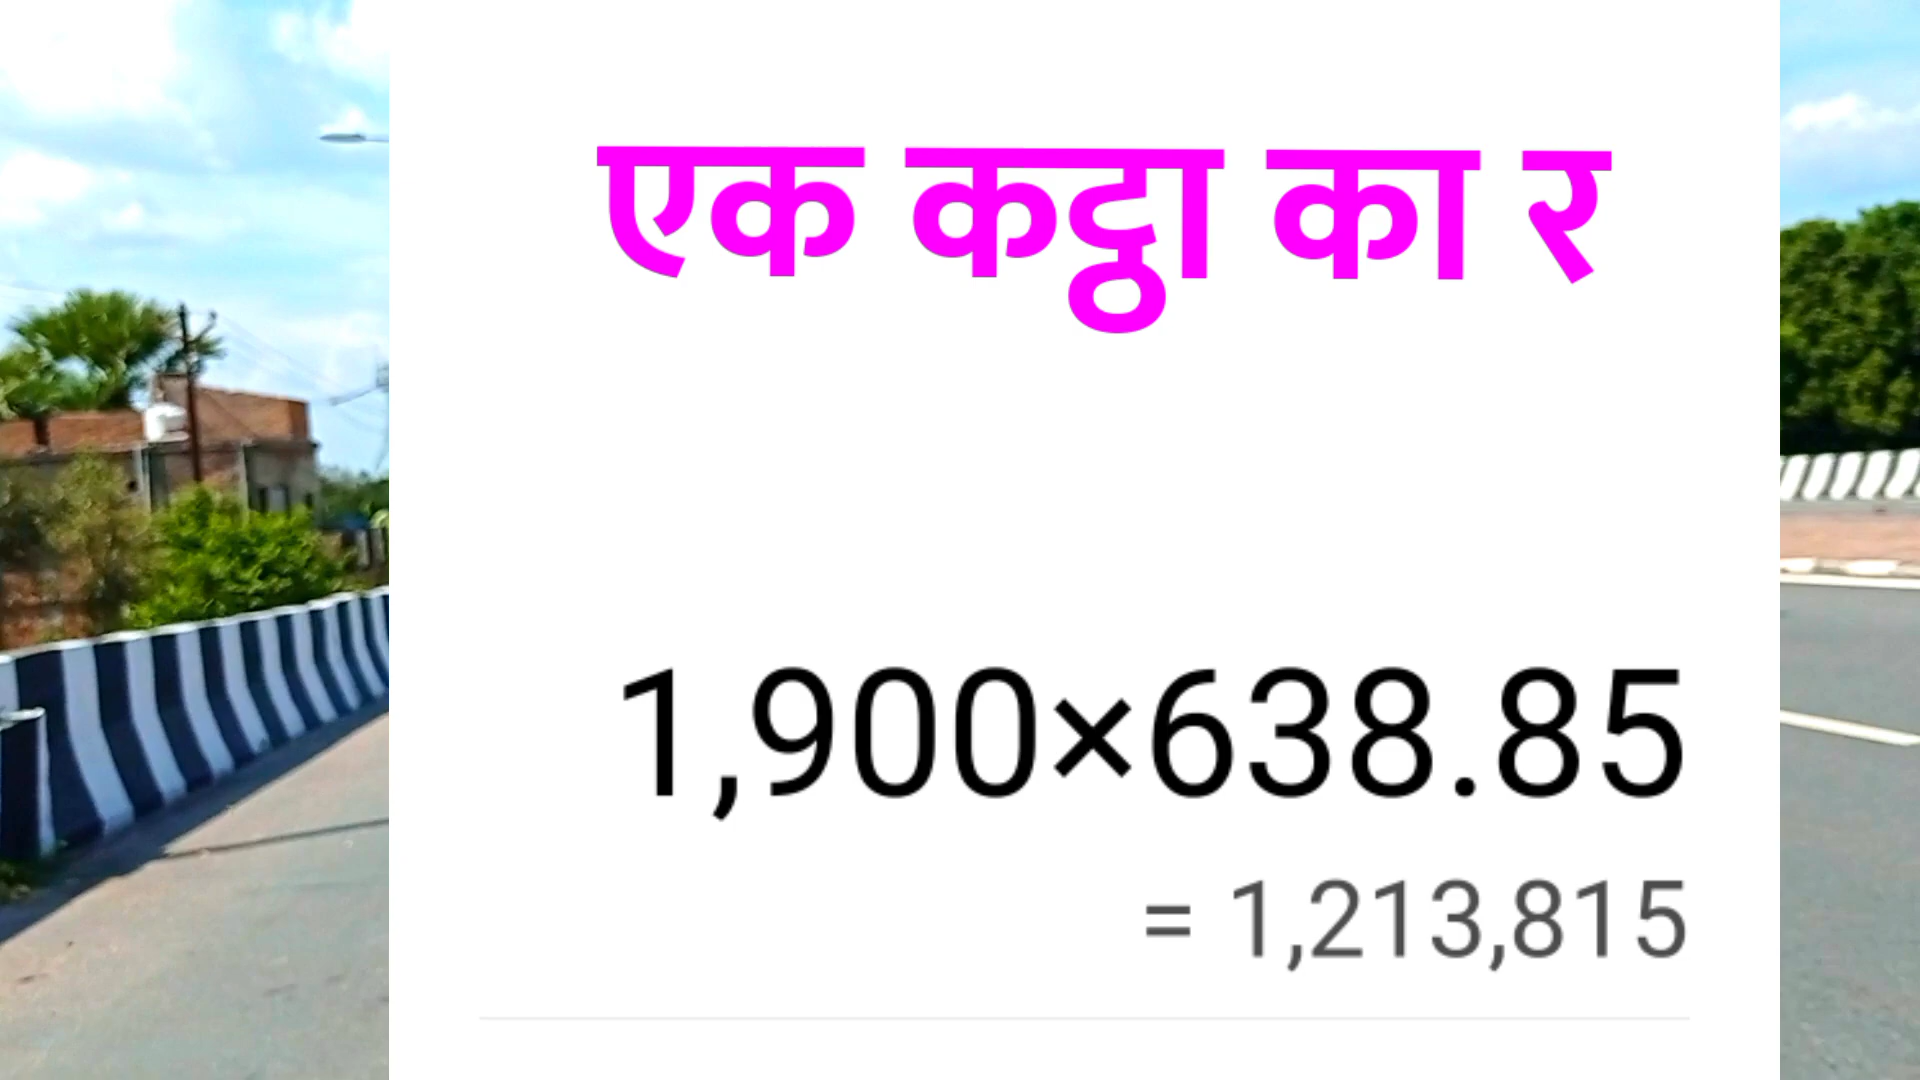 एक कट्ठा का र
1,900×638.85
= 1,213,815